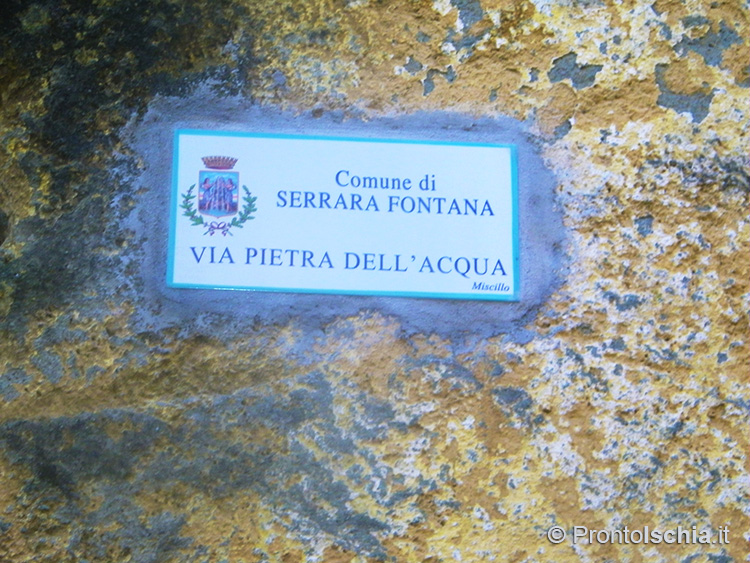 Comune di
SERRARA FONTANA
VIA PIETRA DELL'ACQUA
Miscillo
© ProntoIschia.it